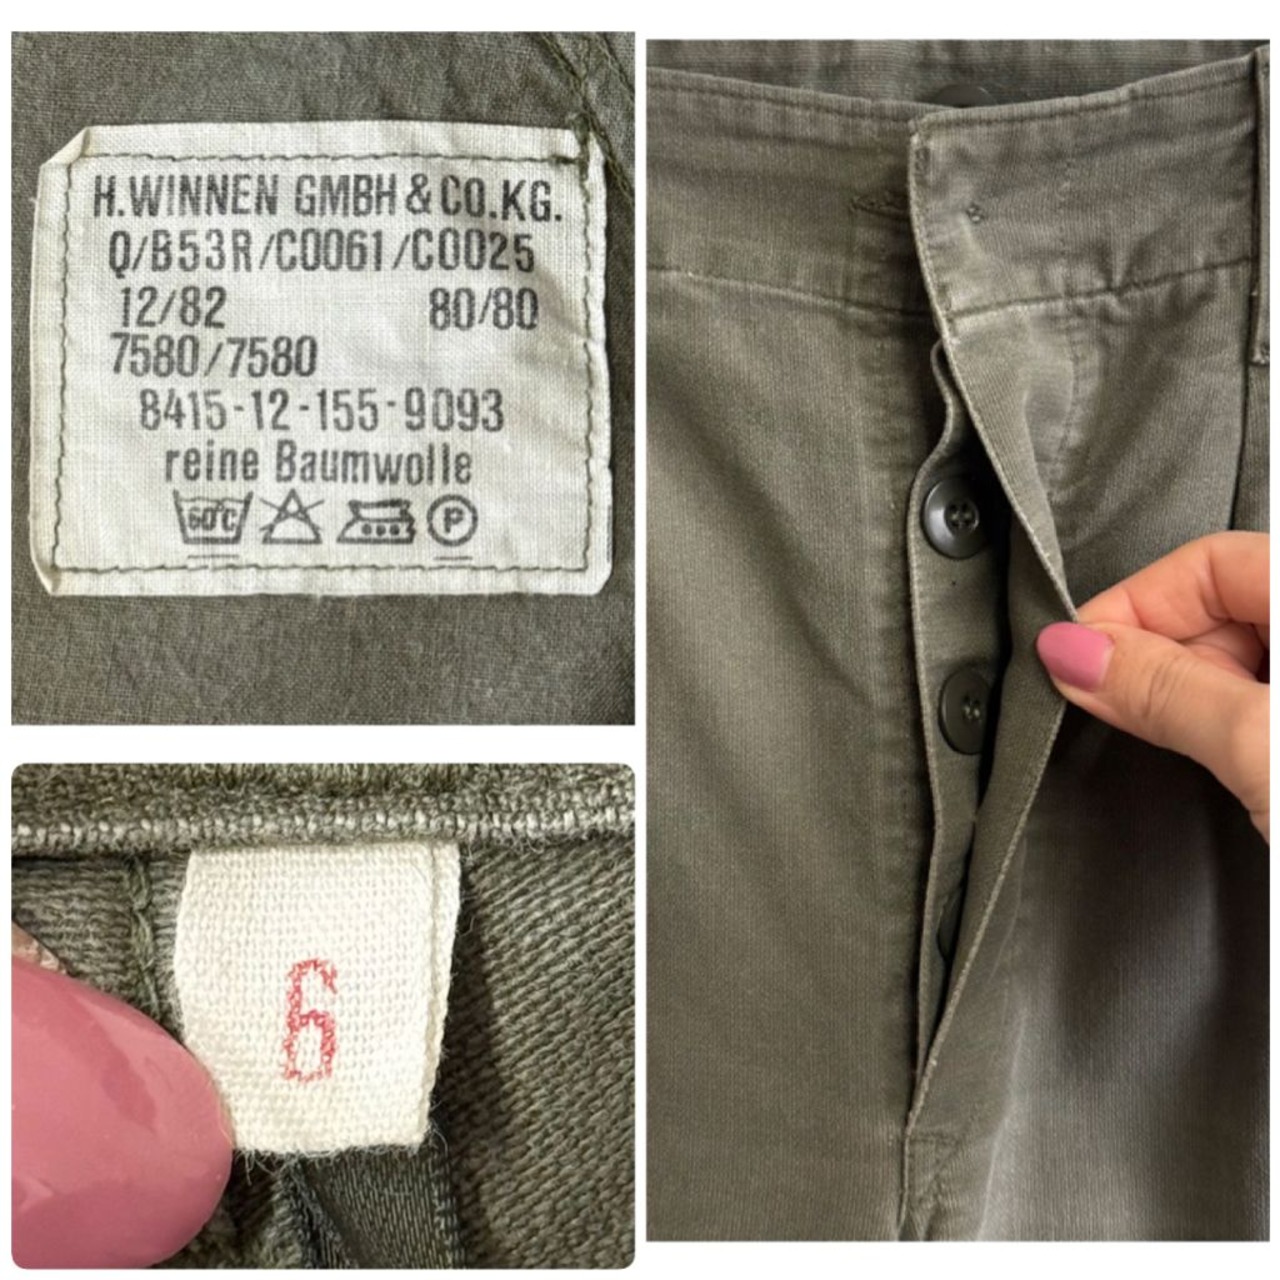 H.WINNEN GMBH & CO.KG.
Q/B53R/C0061/C0025
12/82 80/80
7580/7580
8415-12-155-9093
reine Baumwolle
60°C P
6